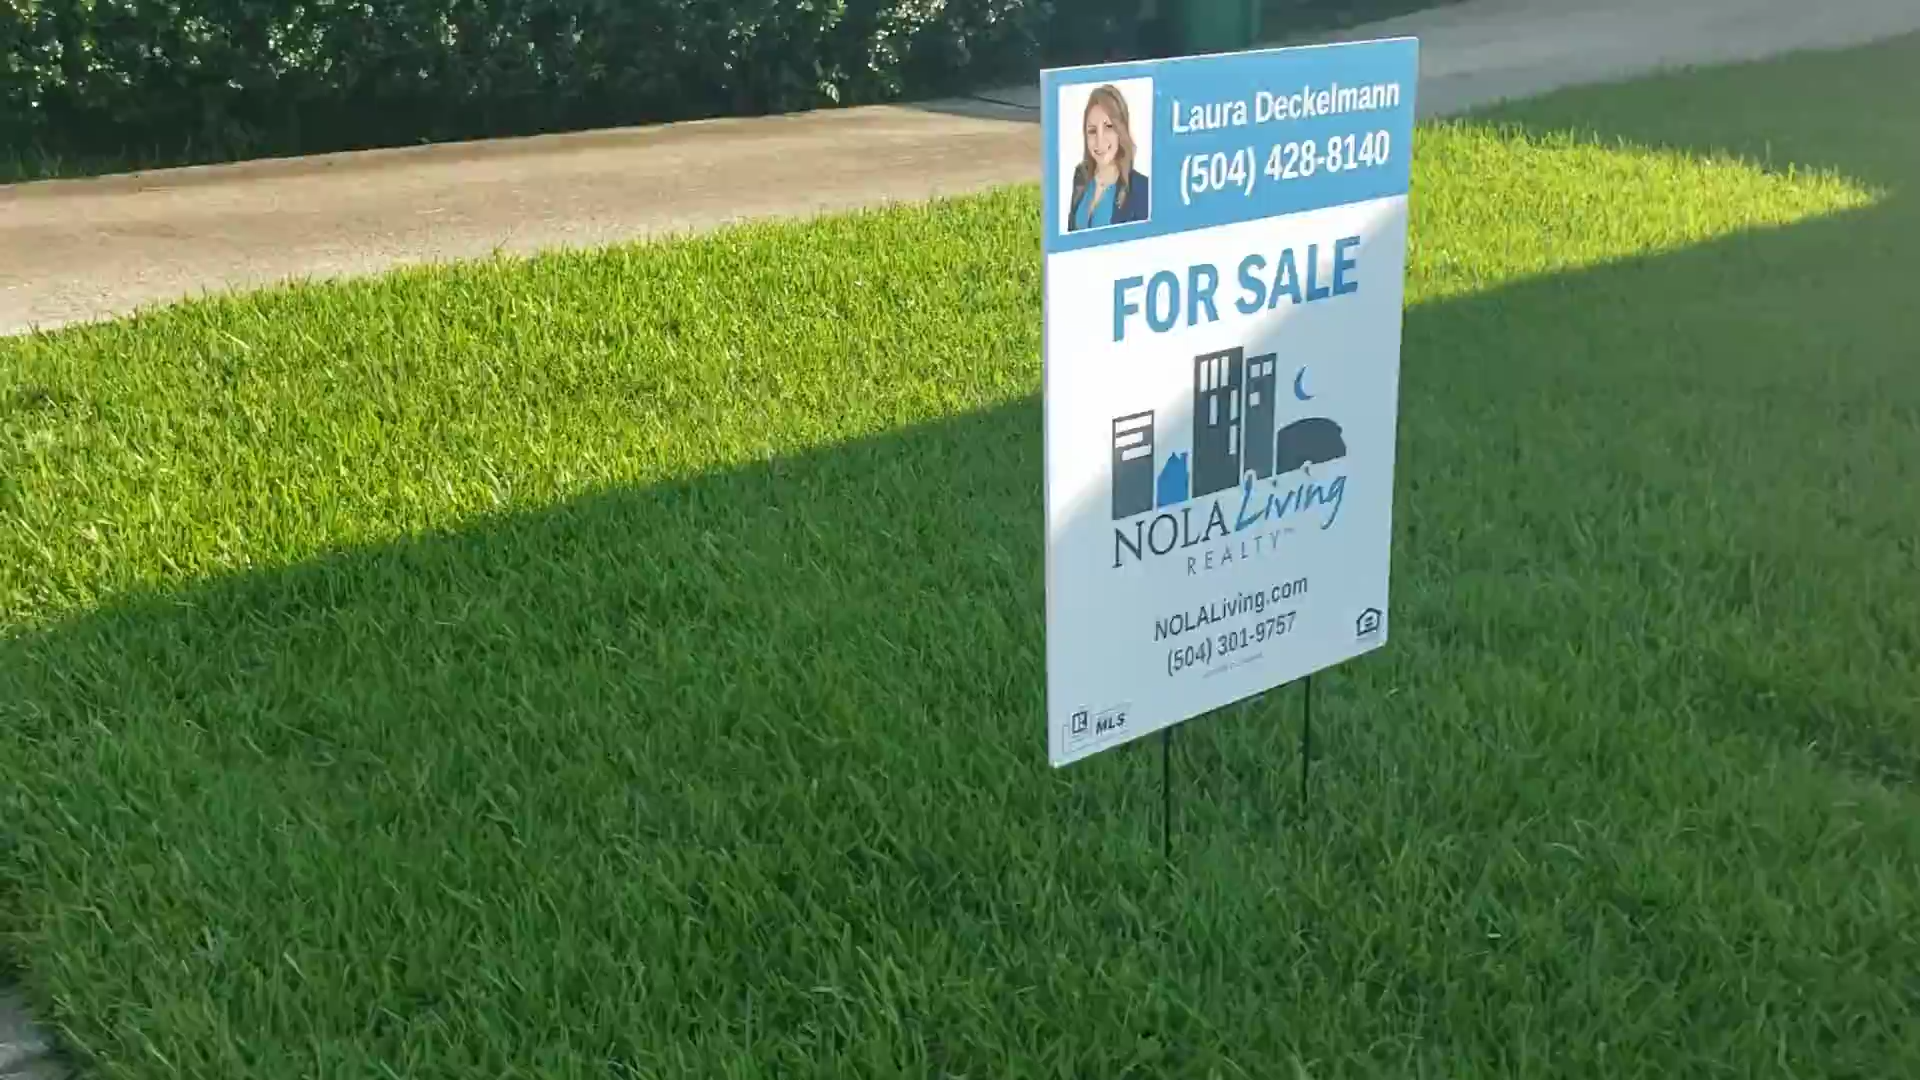 Laura Deckelmann
(504) 428-8140
FOR SALE
NOLA Living
REALTY
NOLALiving.com
(504) 301-9757
MLS